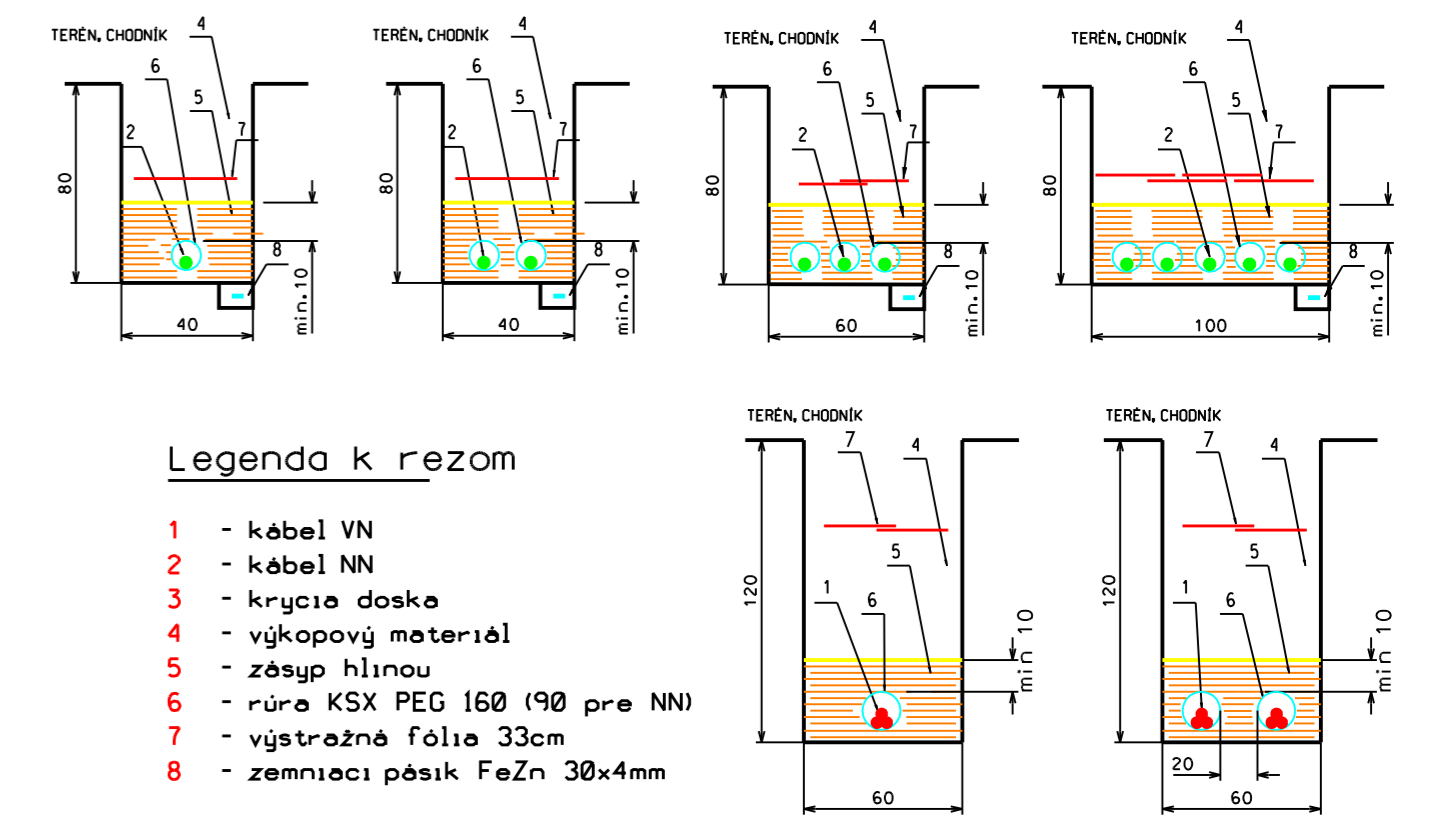 TERÉN, CHODNÍK 4
6
5
2
7
80
8
40
min.10
TERÉN, CHODNÍK 4
6
5
2
7
80
8
40
min.10
TERÉN, CHODNÍK 4
6
5
2
7
80
8
60
min.10
TERÉN, CHODNÍK 4
6
5
2
7
80
8
100
min.10
Legenda k rezom
1 - kábel VN
2 - kábel NN
3 - krycia doska
4 - výkopový materiál
5 - zásyp hlinou
6 - rúra KSX PEG 160 (90 pre NN)
7 - výstražná fólia 33cm
8 - zemniaci pásik FeZn 30x4mm
TERÉN, CHODNÍK
7
4
5
1
6
120
min 10
60
TERÉN, CHODNÍK
7
4
5
1
6
120
min 10
20
60